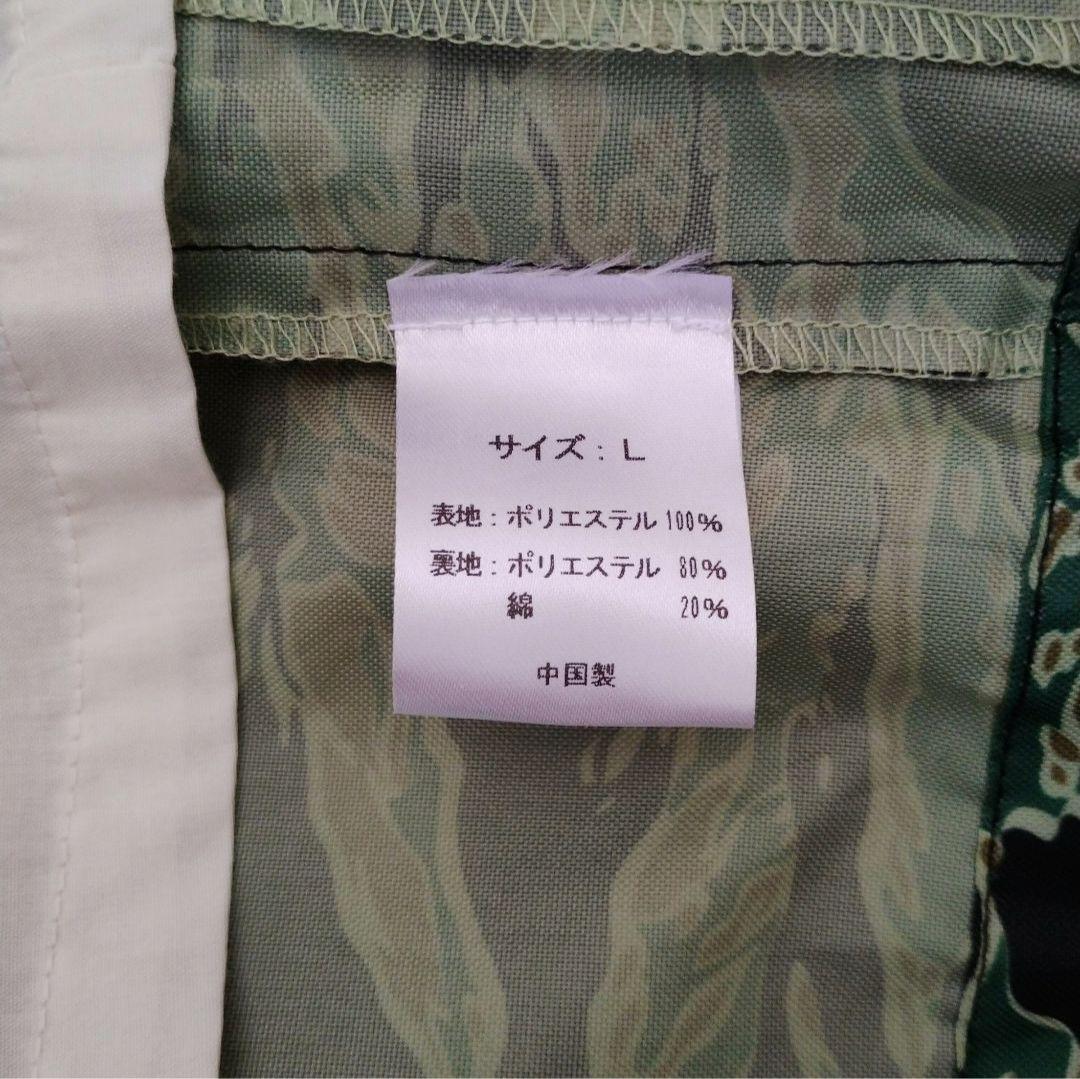 サイズ: L
表地: ポリエステル 100%
裏地: ポリエステル 80%
綿 20%
中国製